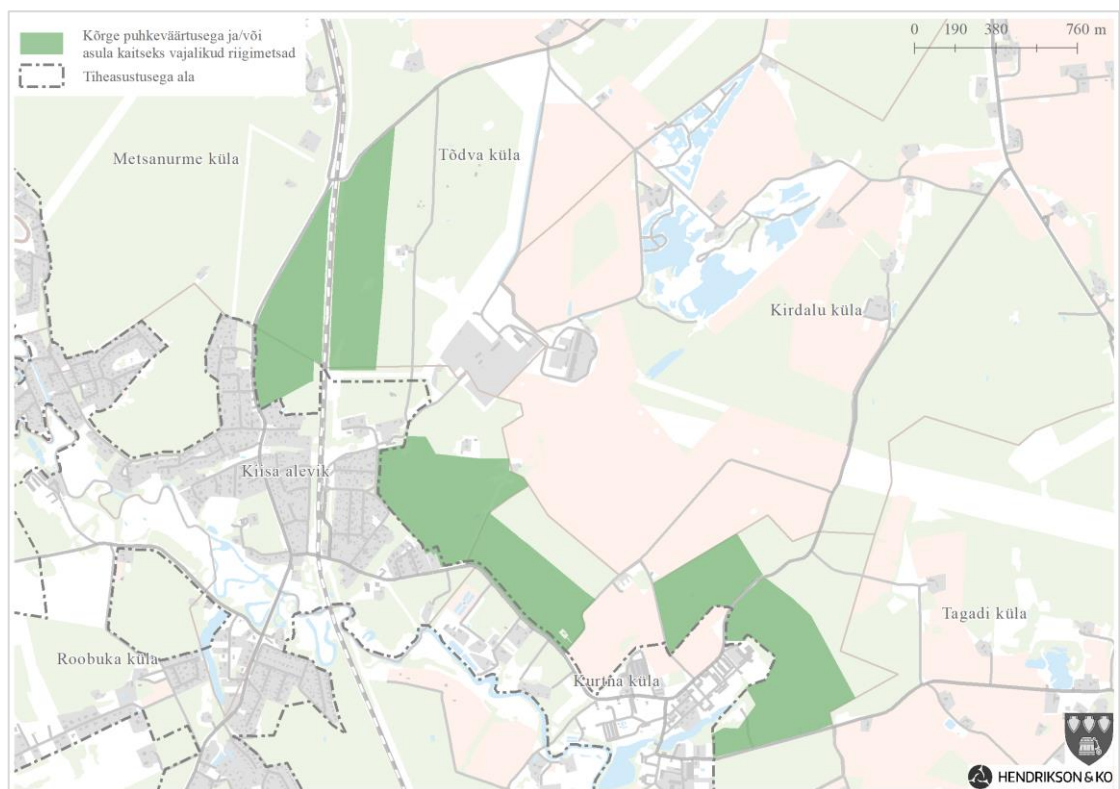 Kõrge puhkeväärtusega ja/või
asula kaitseks vajalikud riigimetsad
Tiheasustusega ala
0 190 380 760 m
Metsanurme küla
Tõdva küla
Kirdalu küla
Kiisa alevik
Tagadi küla
Roobuka küla
Kurtna küla
HENDRIKSON & KO